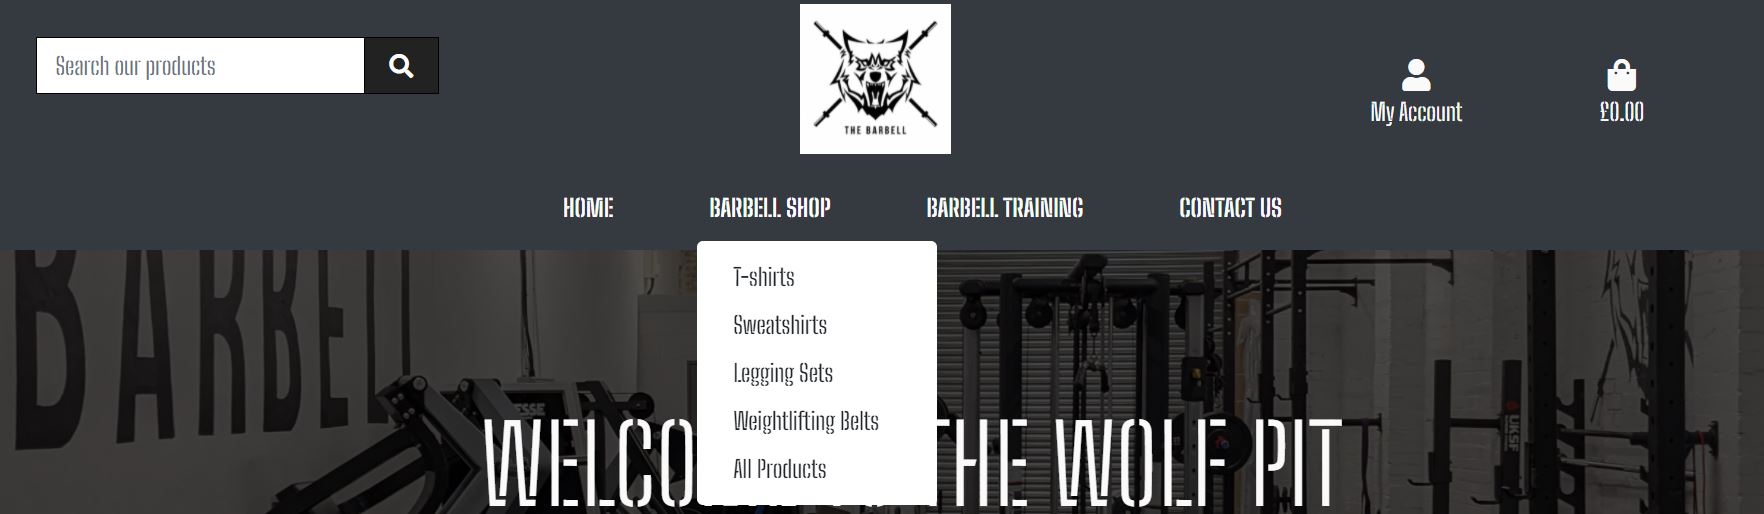 Search our products
THE BARBELL
My Account
£0.00
HOME
BARBELL SHOP
BARBELL TRAINING
CONTACT US
T-shirts
Sweatshirts
Legging Sets
Weightlifting Belts
All Products
BARBELL
WELCO THE WOLF PIT